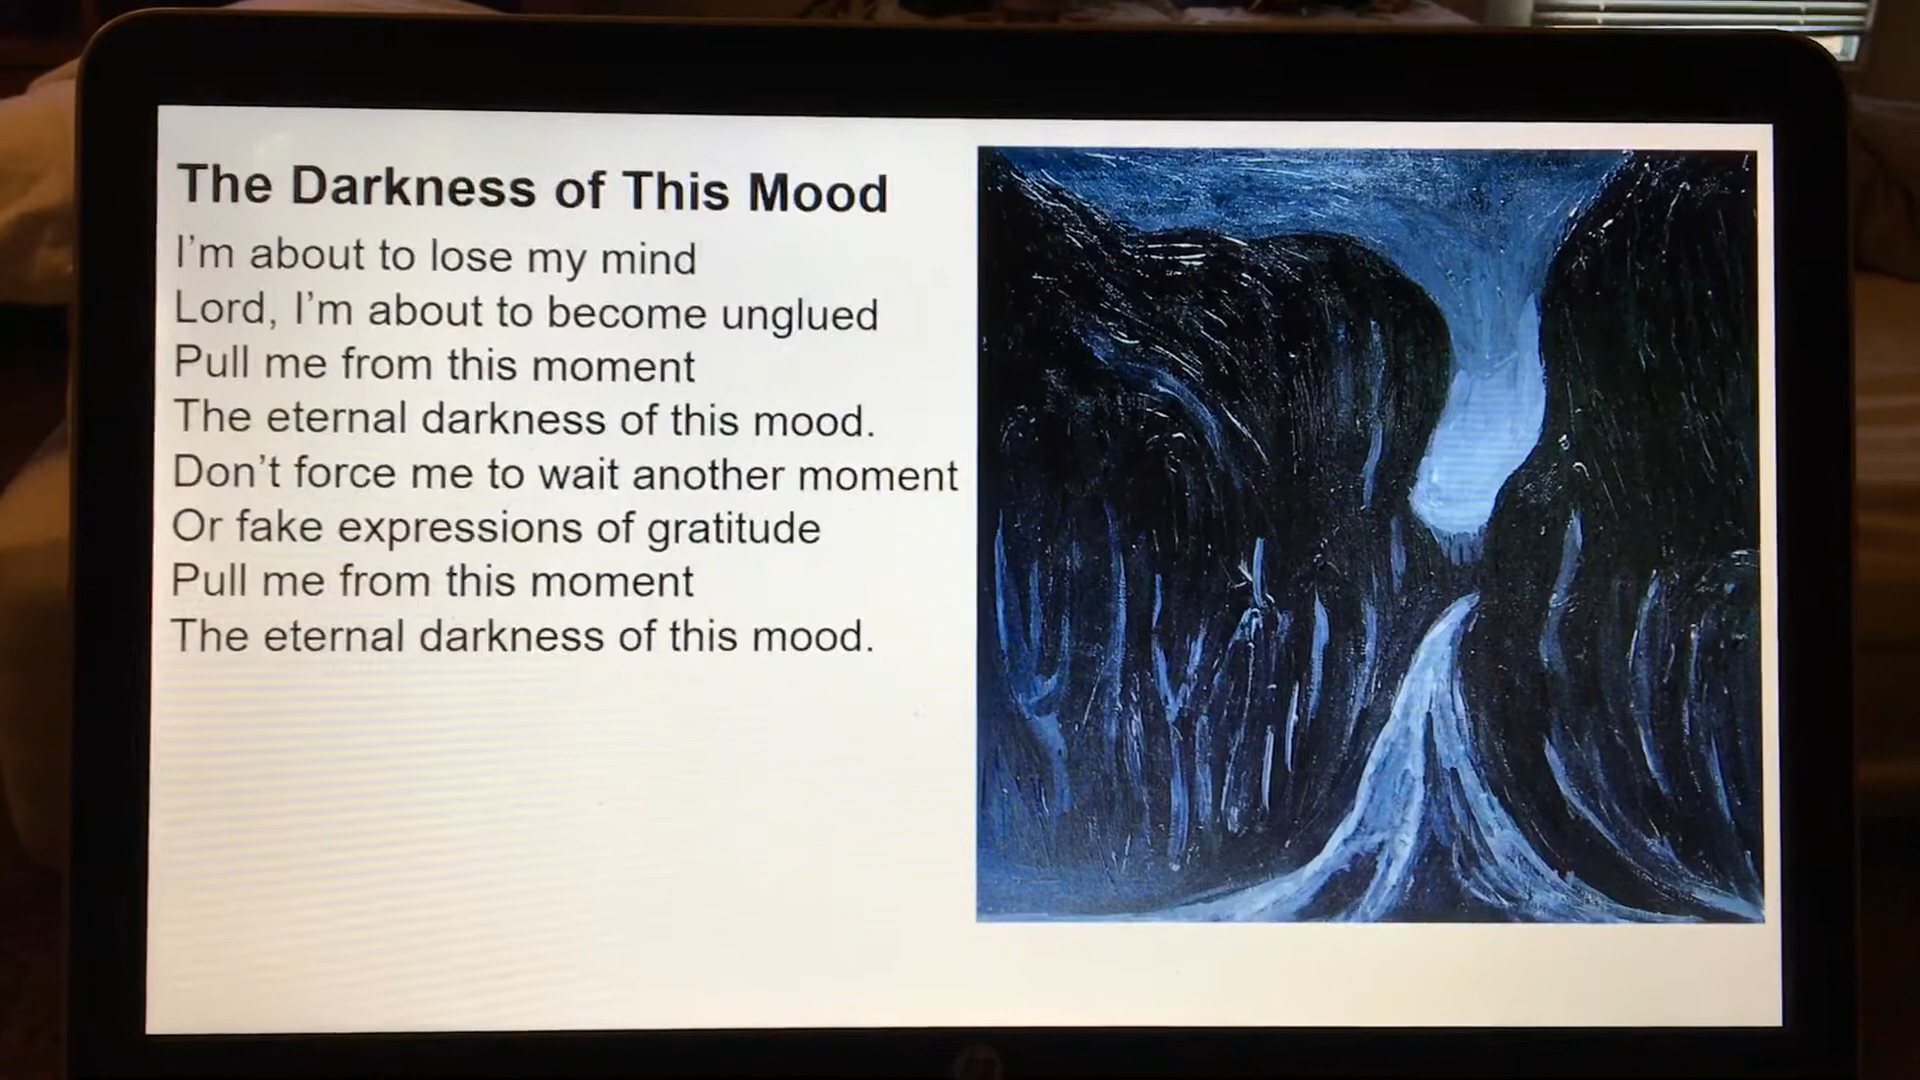 The Darkness of This Mood
I'm about to lose my mind
Lord, I'm about to become unglued
Pull me from this moment
The eternal darkness of this mood.
Don't force me to wait another moment
Or fake expressions of gratitude
Pull me from this moment
The eternal darkness of this mood.